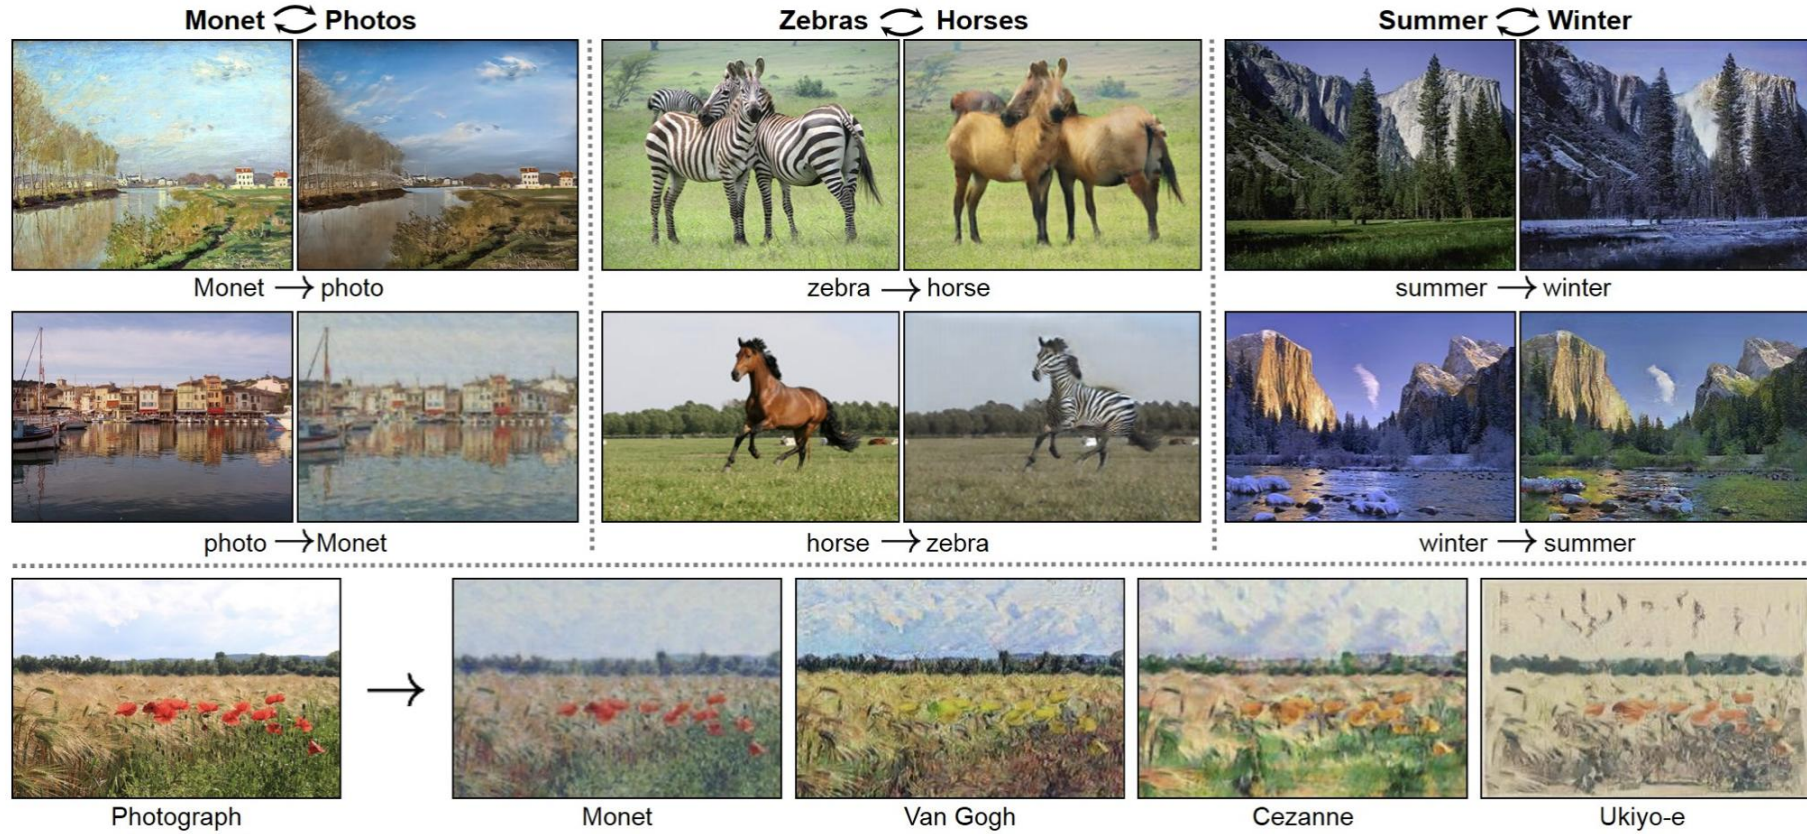 Monet ⇄ Photos
Zebras ⇄ Horses
Summer ⇄ Winter
Monet → photo
zebra → horse
summer → winter
photo → Monet
horse → zebra
winter → summer
Photograph
→
Monet
Van Gogh
Cezanne
Ukiyo-e